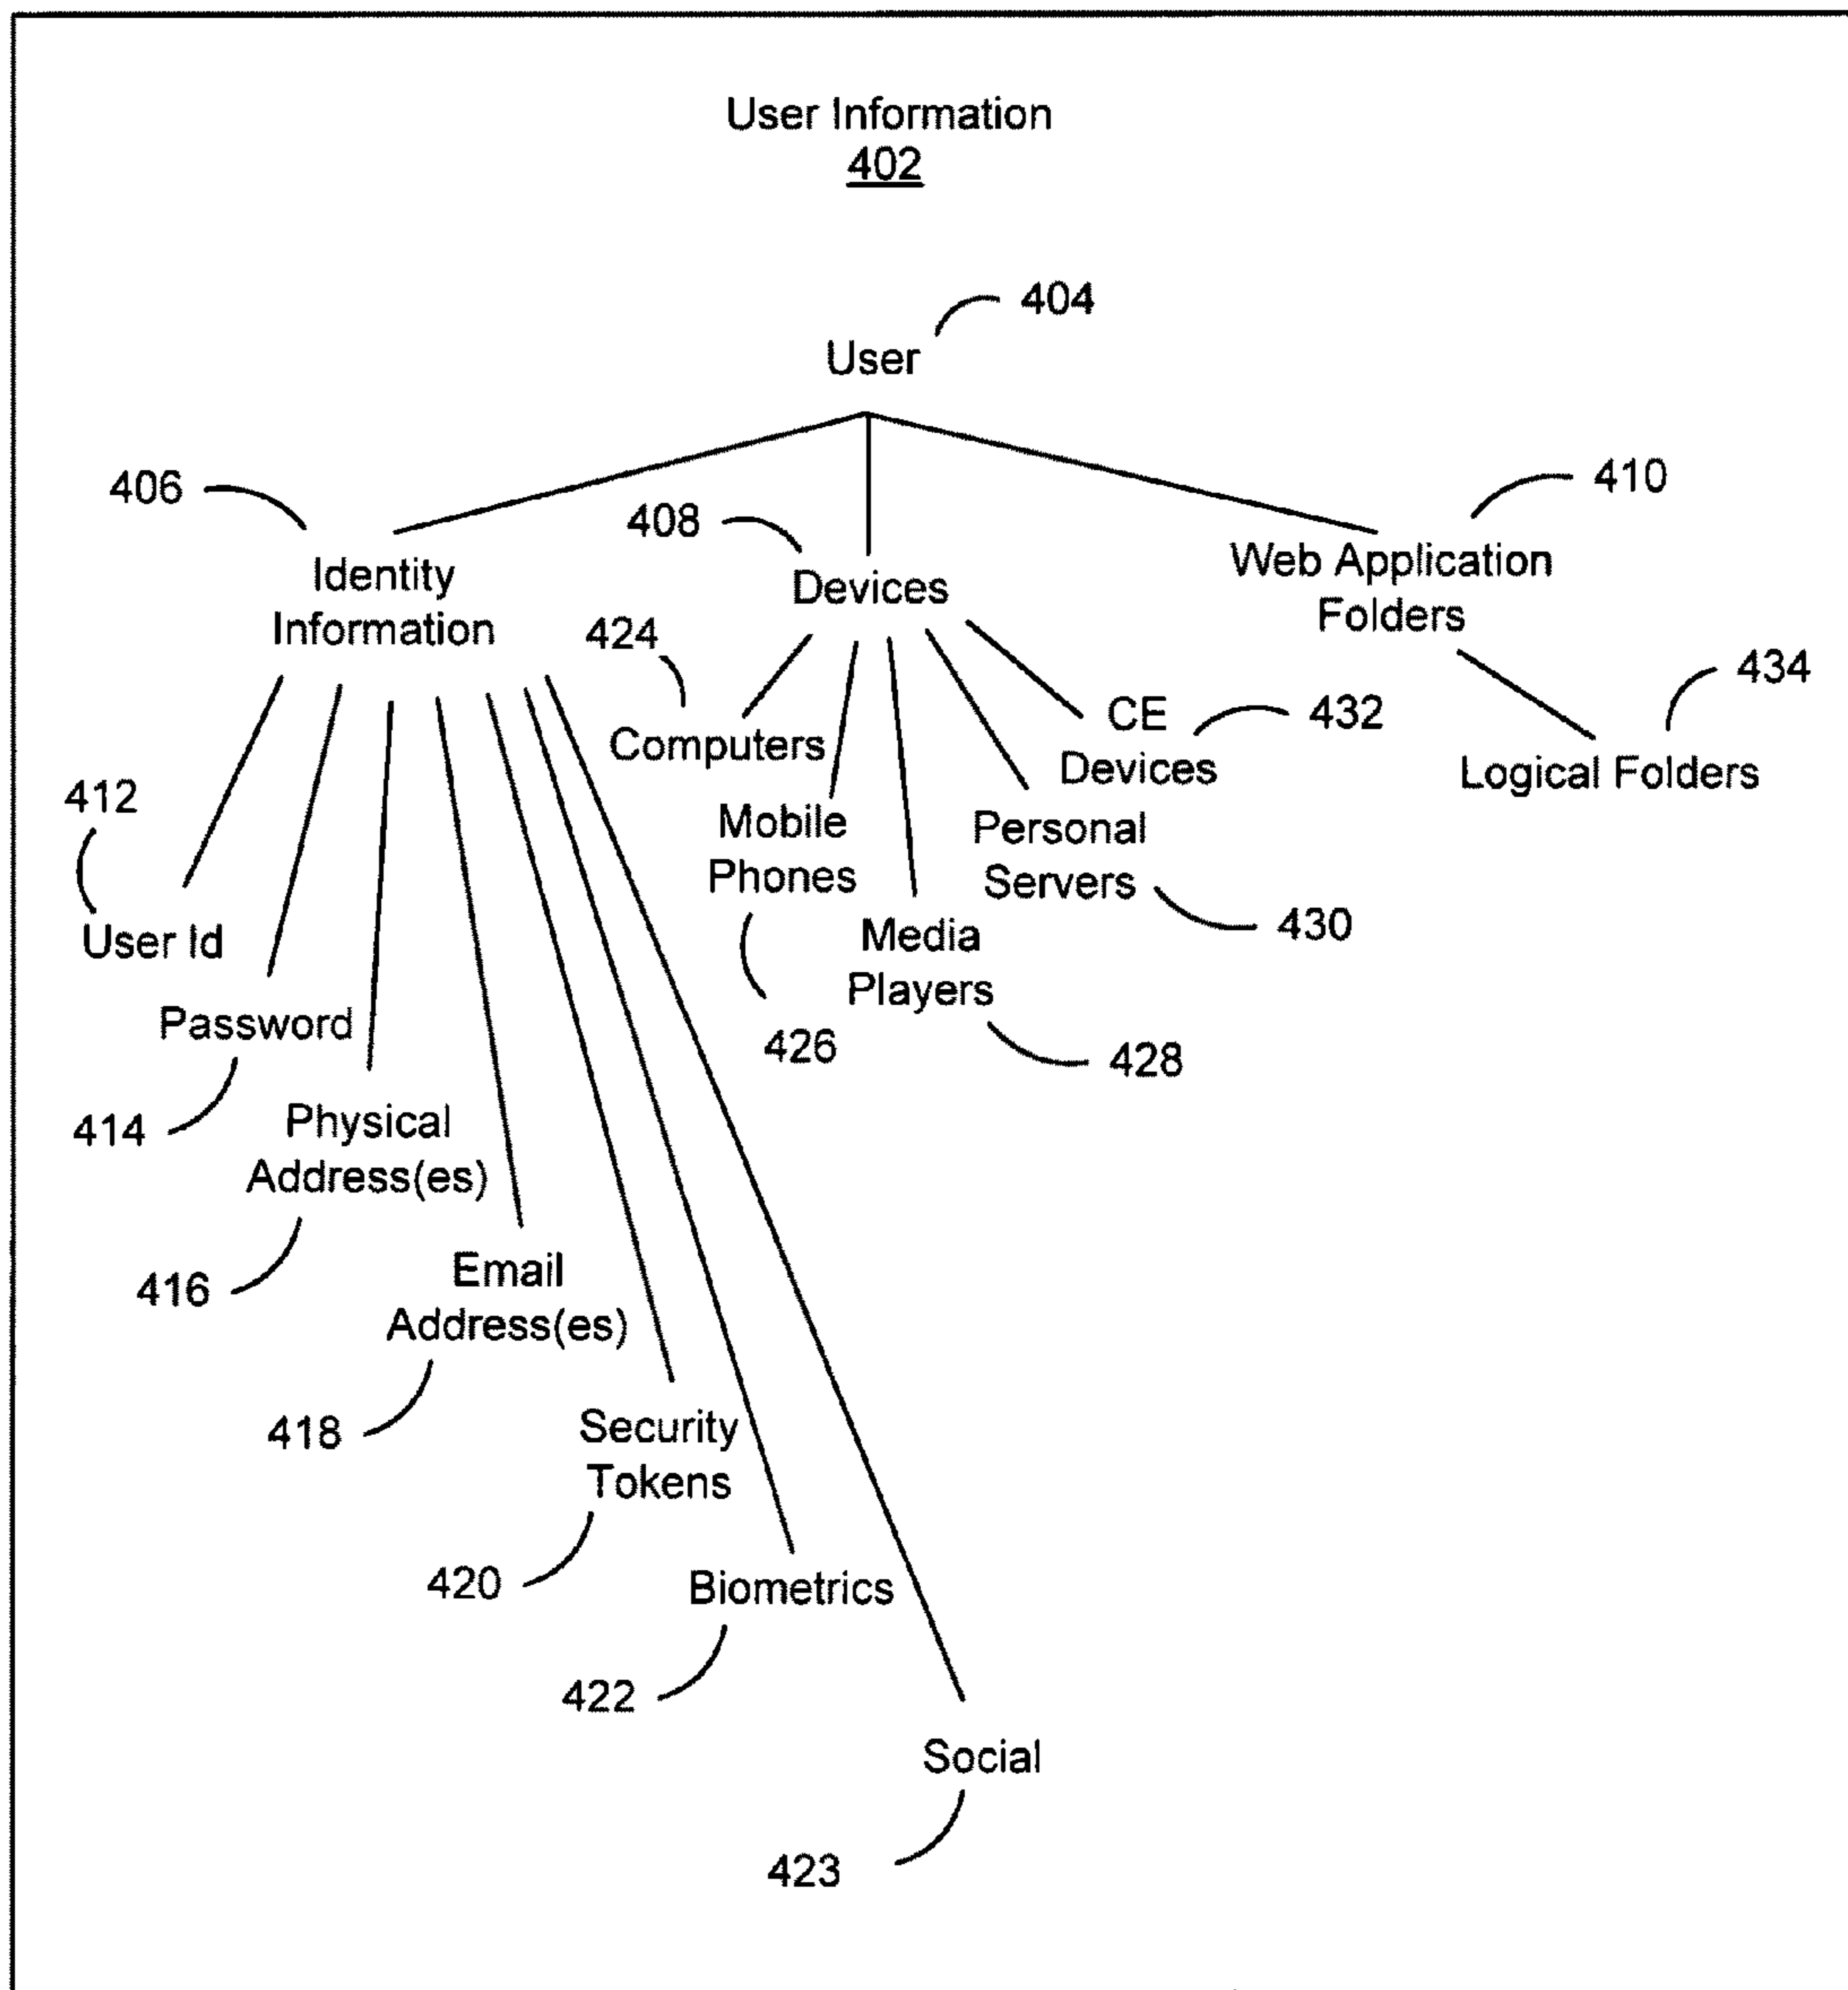 User Information
402
404
User
406
408
410
Identity
Information
Devices
Web Application
Folders
424
Computers
CE
Devices
432
434
Logical Folders
412
User Id
Mobile
Phones
Personal
Servers
430
Media
Players
426
428
Password
414
Physical
Address(es)
416
Email
Address(es)
418
Security
Tokens
420
Biometrics
422
Social
423